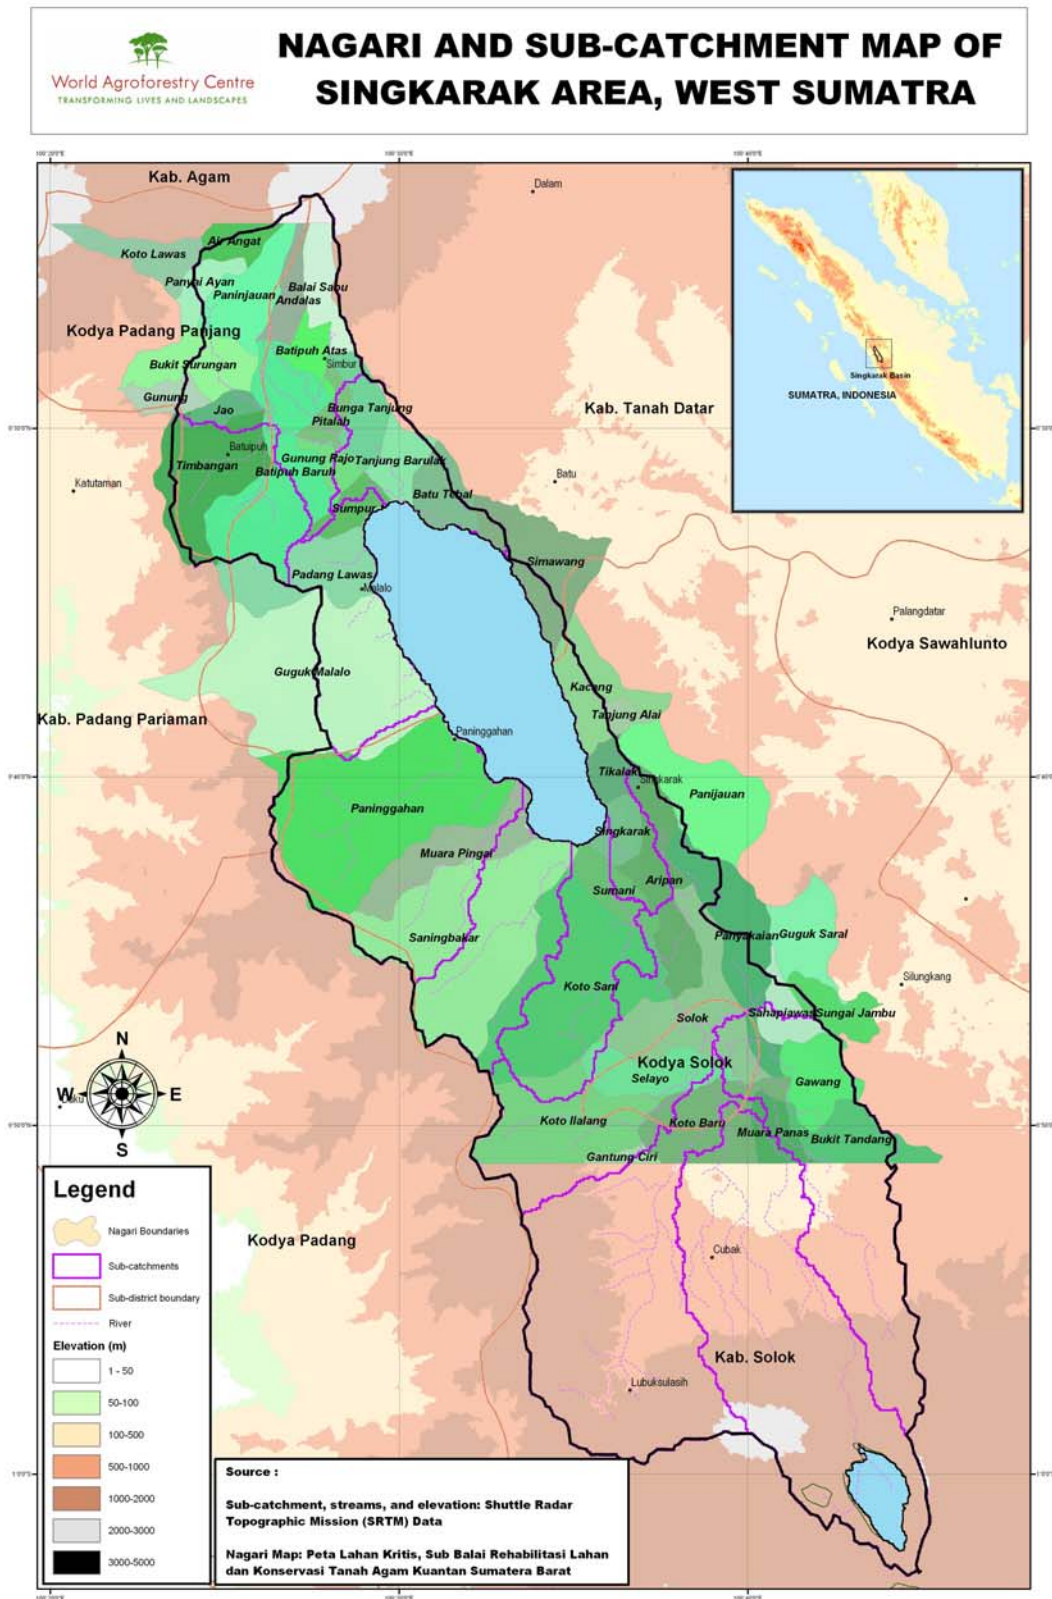 World Agroforestry Centre
TRANSFORMING LIVES AND LANDSCAPES
NAGARI AND SUB-CATCHMENT MAP OF
SINGKARAK AREA, WEST SUMATRA
Kab. Agam
Dalam
Air Angat
Koto Lawas
Panyai Ayan
Paninjauan
Balai Sabu
Andalas
Kodya Padang Panjang
Batipuh Atas
Simbur
Bukit Surungan
Gunung
Jao
Bunga Tanjung
Pitalah
Kab. Tanah Datar
Singkarak Basin
SUMATRA, INDONESIA
Batuipuh
Timbangan
Gunung Rajo
Tanjung Barulak
Batipuh Baruh
Katutaman
Batu
Batu Tebal
Sumpur
Simawang
Padang Lawas
Malalo
Palangdatar
Kodya Sawahlunto
Guguk Malalo
Kacang
Tanjung Alai
Kab. Padang Pariaman
Paninggahan
Tikalak
Singkarak
Panijauan
Paninggahan
Singkarak
Muara Pingai
Aripan
Sumani
Saningbakar
Panyakaian
Guguk Saral
Silungkang
Koto Sani
Solok
Sungai Jambu
Kodya Solok
Selayo
Gawang
Koto Ilalang
Koto Baru
Muara Panas
Bukit Tandang
Gantung Ciri
N
W
E
S
Kodya Padang
Cubak
Kab. Solok
Lubuksulasih
Legend
Nagari Boundaries
Sub-catchments
Sub-district boundary
River
Elevation (m)
1 - 50
50-100
100-500
500-1000
1000-2000
2000-3000
3000-5000
Source :
Sub-catchment, streams, and elevation: Shuttle Radar
Topographic Mission (SRTM) Data
Nagari Map: Peta Lahan Kritis, Sub Balai Rehabilitasi Lahan
dan Konservasi Tanah Agam Kuantan Sumatera Barat